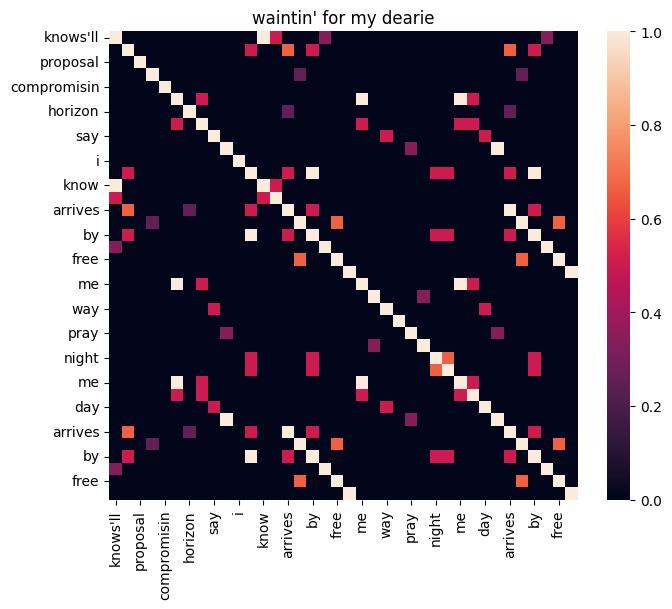 waintin' for my dearie
knows'll
proposal
compromisin
horizon
say
i
know
arrives
by
free
me
way
pray
night
me
day
arrives
by
free
1.0
0.8
0.6
0.4
0.2
0.0
knows'll
proposal
compromisin
horizon
say
i
know
arrives
by
free
me
way
pray
night
me
day
arrives
by
free